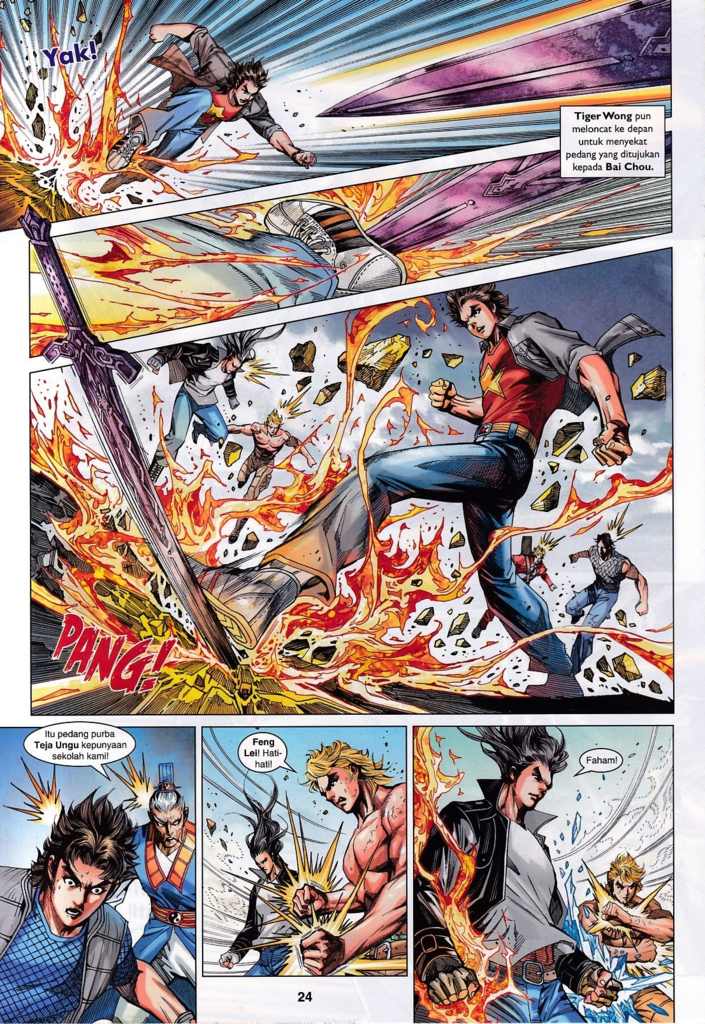 Yak!
Tiger Wong pun
meloncat ke depan
untuk menyekat
pedang yang ditujukan
kepada Bai Chou.
PANG!
Itu pedang purba
Teja Ungu kepunyaan
sekolah kami!
Feng
Lei! Hati-
hati!
Faham!
24